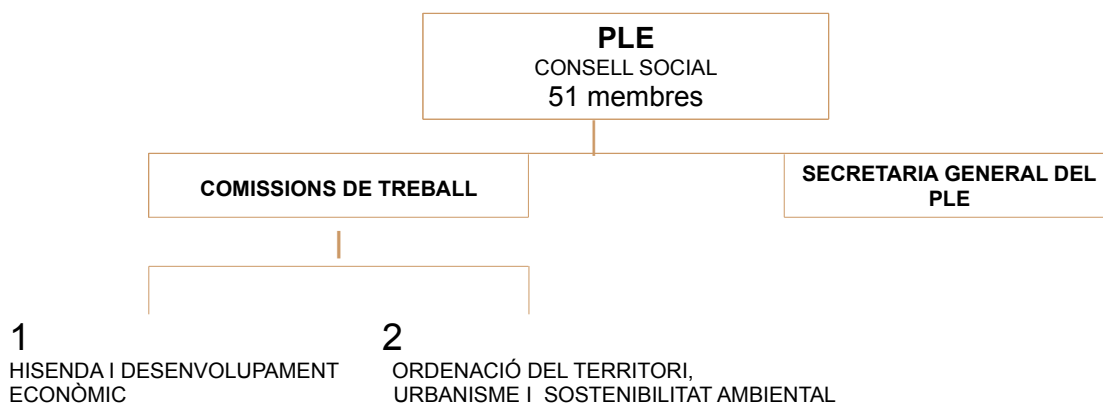 PLE
CONSELL SOCIAL
51 membres
COMISSIONS DE TREBALL
SECRETARIA GENERAL DEL
PLE
1
HISENDA I DESENVOLUPAMENT
ECONÒMIC
2
ORDENACIÓ DEL TERRITORI,
URBANISME I SOSTENIBILITAT AMBIENTAL